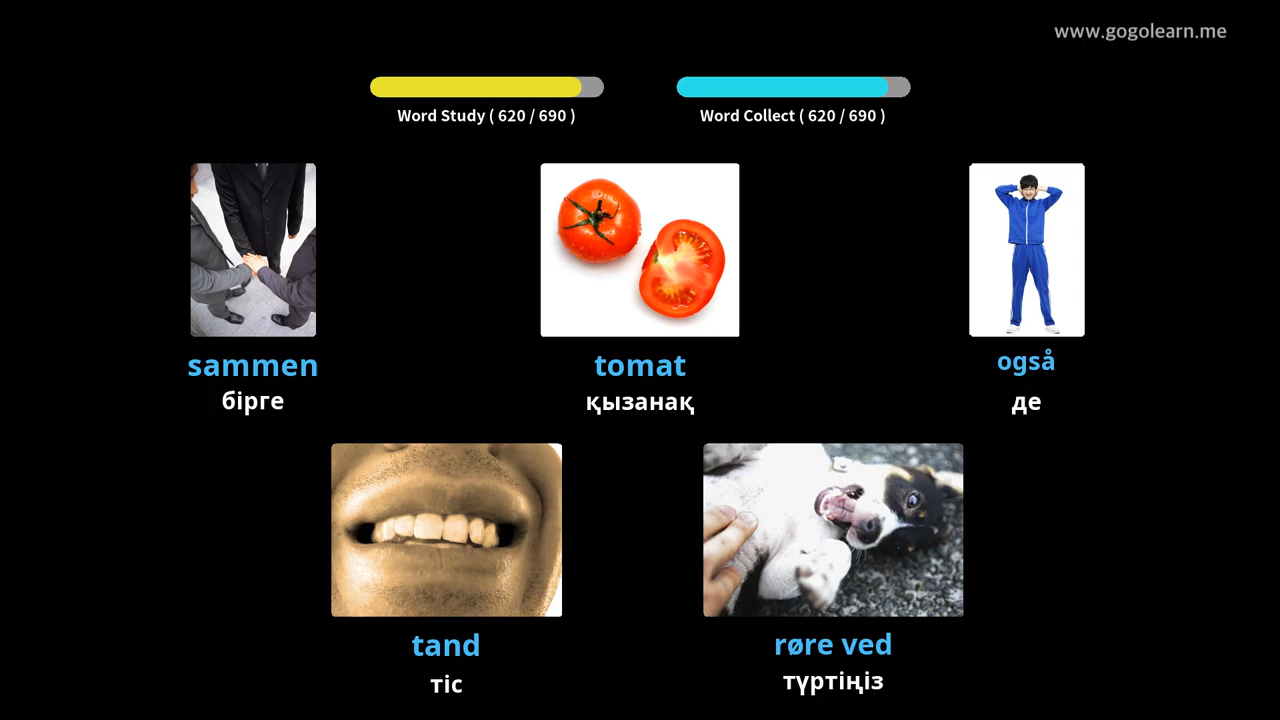 www.gogolearn.me
Word Study ( 620 / 690 )
Word Collect ( 620 / 690 )
sammen
бірге
tomat
қызанақ
også
де
tand
тіс
røre ved
түртіңіз